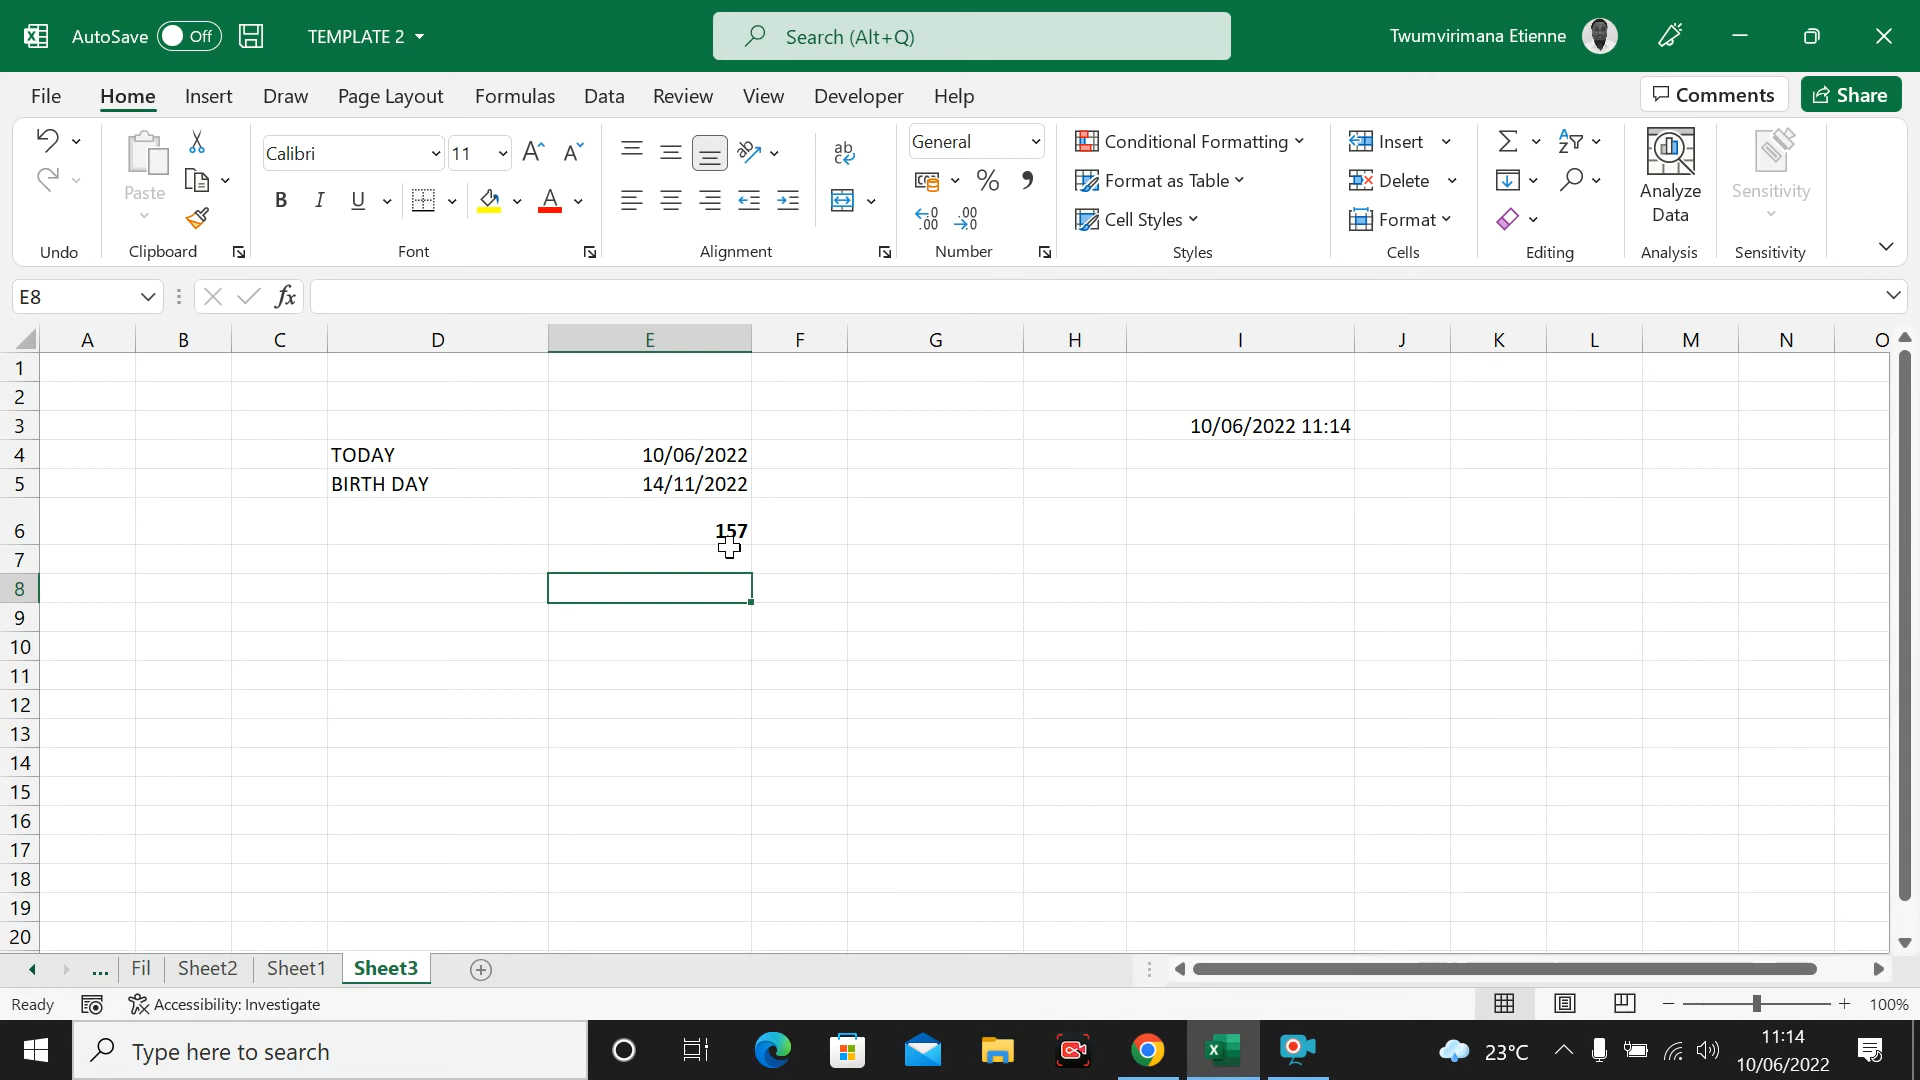 AutoSave Off TEMPLATE 2 Search (Alt+Q) Twumvirimana Etienne
File Home Insert Draw Page Layout Formulas Data Review View Developer Help Comments Share
Calibri 11 ab General Conditional Formatting Insert
Paste B I U A % Format as Table Delete Analyze Data Sensitivity
Cell Styles Format
Undo Clipboard Font Alignment Number Styles Cells Editing Analysis Sensitivity
E8 fx
A B C D E F G H I J K L M N O
1
2
3 10/06/2022 11:14
4 TODAY 10/06/2022
5 BIRTH DAY 14/11/2022
6 157
7
8
9
10
11
12
13
14
15
16
17
18
19
20
... Fil Sheet2 Sheet1 Sheet3
Ready Accessibility: Investigate 100%
Type here to search 23°C 11:14
10/06/2022